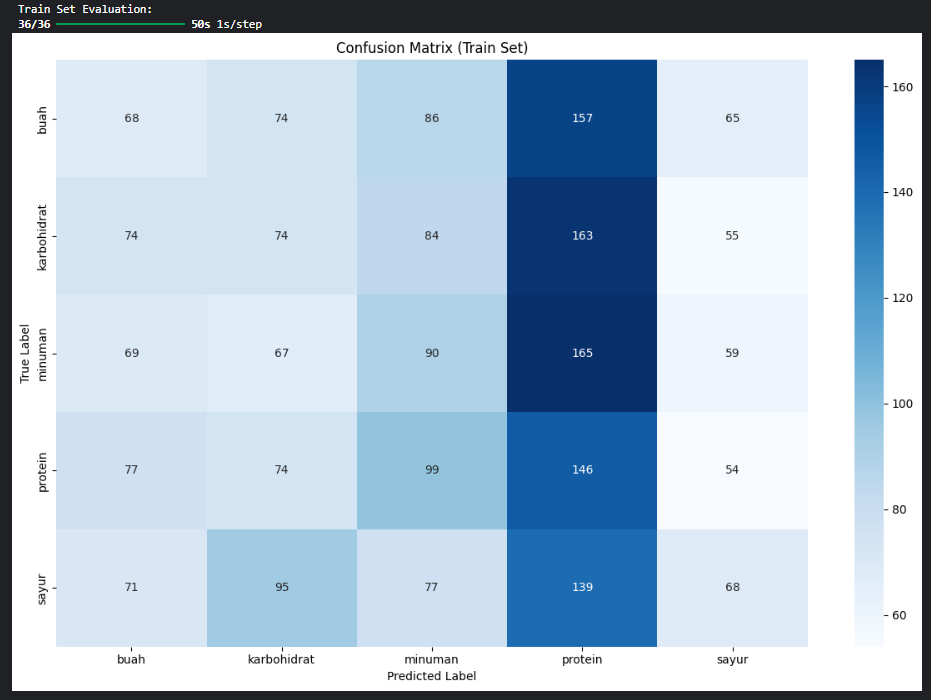 Train Set Evaluation:
36/36 50s 1s/step
Confusion Matrix (Train Set)
buah 68 74 86 157 65
karbohidrat 74 74 84 163 55
minuman 69 67 90 165 59
protein 77 74 99 146 54
sayur 71 95 77 139 68
True Label
buah karbohidrat minuman protein sayur
Predicted Label
160
140
120
100
80
60